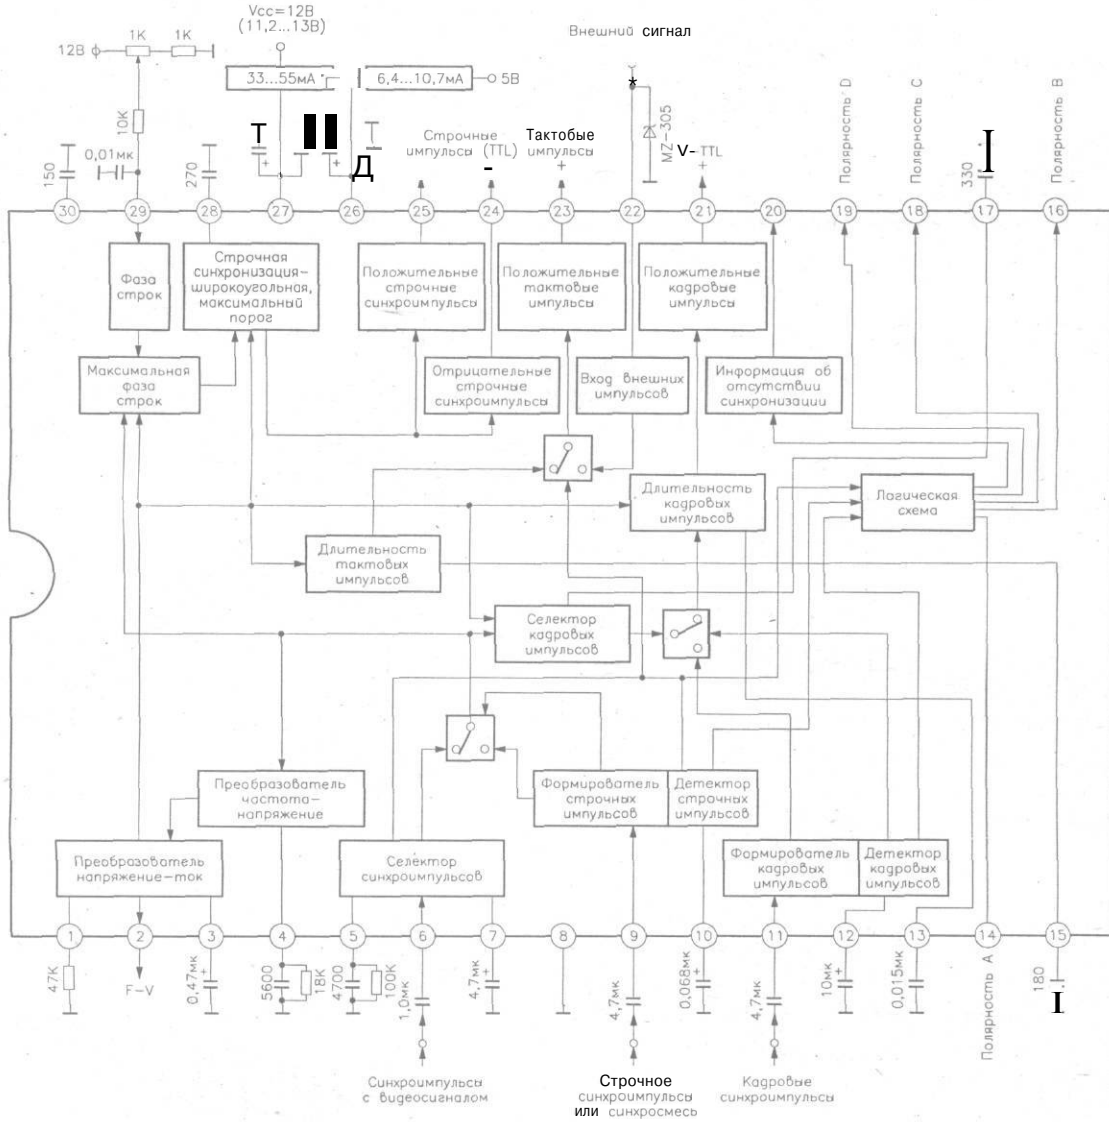 Vcc=12В
(11,2...13В)
12В
1К
1К
33...55мА
6,4...10,7мА
5В
Внешний сигнал
10К
0,01мк
150
270
Т
Д
Строчные
импульсы (TTL)
-
Тактобые
импульсы
+
MZ-305
V-TTL
+
Полярность D
Полярность C
330
Полярность B
30
29
28
27
26
25
24
23
22
21
20
19
18
17
16
Фаза
строк
Строчная
синхронизация-
широкоугольная,
максимальный
порог
Положительные
строчные
синхроимпульсы
Положительные
тактовые
импульсы
Положительные
кадровые
импульсы
Максимальная
фаза
строк
Отрицательные
строчные
синхроимпульсы
Вход внешних
импульсов
Информация об
отсутствии
синхронизации
Длительность
кадровых
импульсов
Логическая
схема
Длительность
тактовых
импульсов
Селектор
кадровых
импульсов
Преобразователь
частота-
напряжение
Формирователь
строчных
импульсов
Детектор
строчных
импульсов
Преобразователь
напряжение-ток
Селектор
синхроимпульсов
Формирователь
кадровых
импульсов
Детектор
кадровых
импульсов
1
2
3
4
5
6
7
8
9
10
11
12
13
14
15
47К
F-V
0,47мк
+
5600
18К
4700
100К
1,0мк
4,7мк
+
4,7мк
0,068мк
+
4,7мк
10мк
+
0,015мк
Полярность A
180
Синхроимпульсы
с видеосигналом
Строчное
синхроимпульсы
или синхросмесь
Кадровые
синхроимпульсы